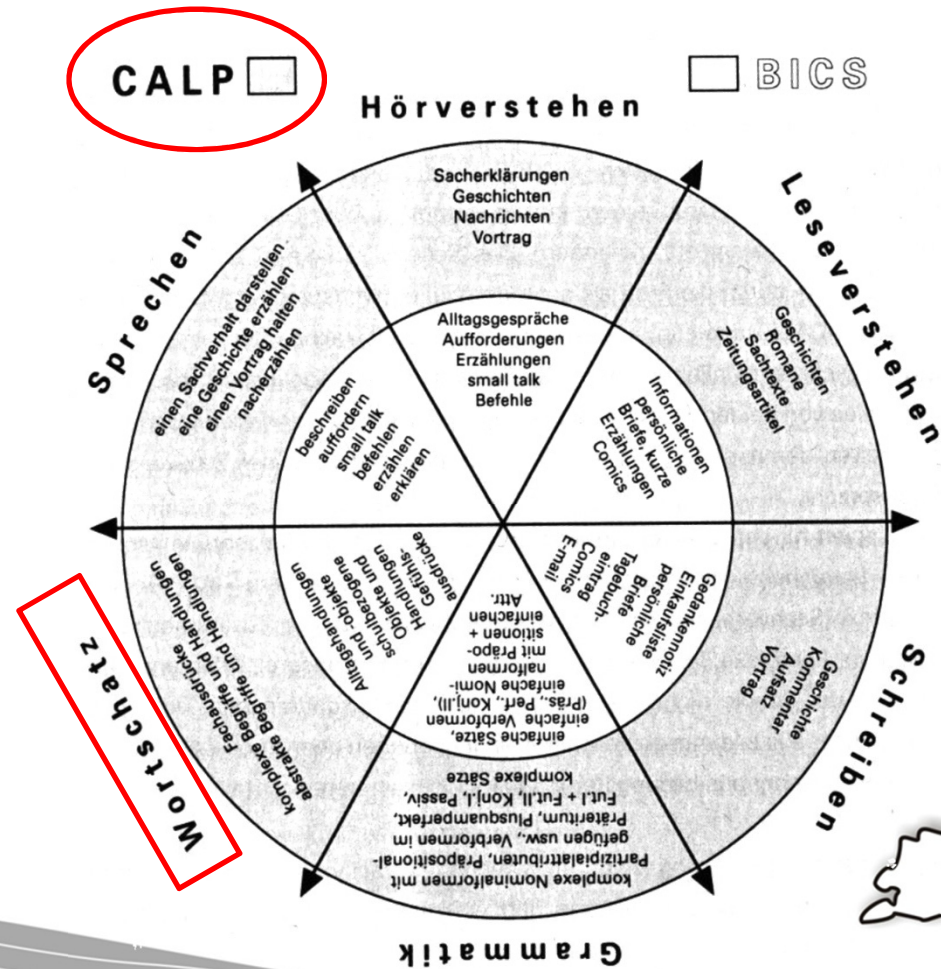 CALP
BICS
Hörverstehen
Sacherklärungen
Geschichten
Nachrichten
Vortrag
Alltagsgespräche
Aufforderungen
Erzählungen
small talk
Befehle
Leseverstehen
Geschichten
Romane
Sachtexte
Zeitungsartikel
Informationen
persönliche
Briefe, kurze
Erzählungen
Comics
Schreiben
Geschichte
Kommentar
Aufsatz
Vortrag
Gedankennotiz
Einkaufsliste
persönliche
Briefe
Tagebuch-
eintrag
Comics
E-mail
Grammatik
komplexe Nominalformen mit
Partizipialattributen, Präpositional-
gefügen usw., Verbformen im
Präteritum, Plusquamperfekt,
Fut.I + Fut.II, Konj.I, Passiv,
komplexe Sätze
einfache Sätze,
einfache Verbformen
(Präs., Perf., Konj.II),
einfache Nomi-
nalformen
mit Präpo-
sitionen +
einfachen
Attr.
Wortschatz
Fachausdrücke
komplexe Begriffe und Handlungen
abstrakte Begriffe und Handlungen
Alltagshandlungen
und -objekte
schulbezogene
Objekte und
Handlungen
Gefühls-
ausdrücke
Sprechen
einen Sachverhalt darstellen
eine Geschichte erzählen
einen Vortrag halten
nacherzählen
beschreiben
auffordern
small talk
befehlen
erzählen
erklären